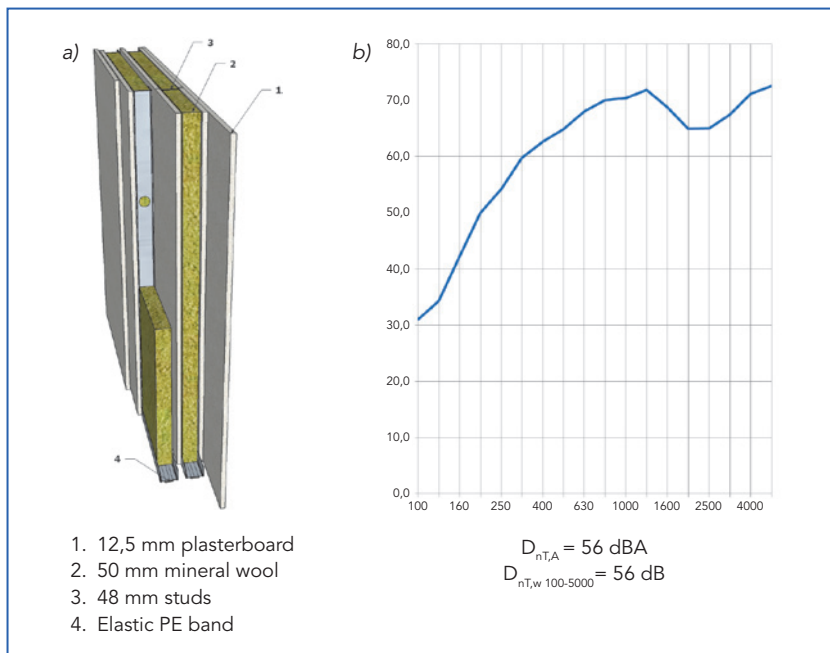 a)
3
2
1
4
1. 12,5 mm plasterboard
2. 50 mm mineral wool
3. 48 mm studs
4. Elastic PE band
b)
80,0
70,0
60,0
50,0
40,0
30,0
20,0
10,0
0,0
100 160 250 400 630 1000 1600 2500 4000
DnT,A = 56 dBA
DnT,w 100-5000= 56 dB